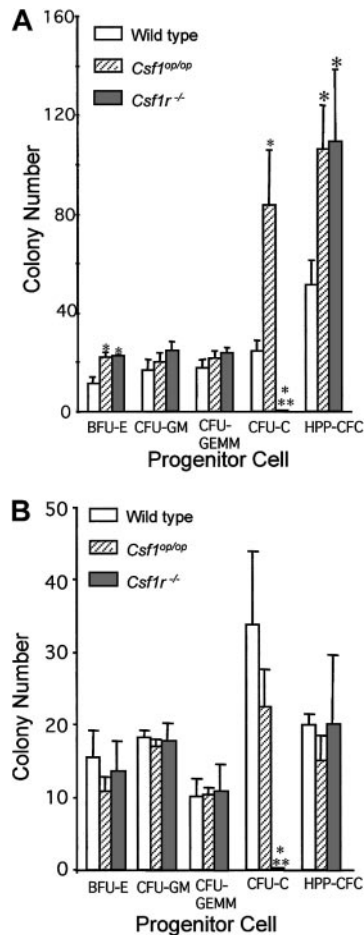 A
160
Wild type
Csf1op/op
120
Csf1r -/-
*
*
*
80
Colony Number
40
*
*
*
**
0
BFU-E CFU-GM CFU- CFU-C HPP-CFC
GEMM
Progenitor Cell
B
50
Wild type
Csf1op/op
40
Csf1r -/-
30
Colony Number
20
10
*
**
0
BFU-E CFU-GM CFU- CFU-C HPP-CFC
GEMM
Progenitor Cell